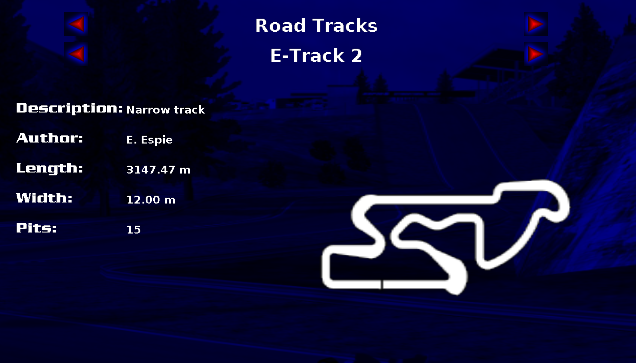 Road Tracks
E-Track 2
Description: Narrow track
Author: E. Espie
Length: 3147.47 m
Width: 12.00 m
Pits: 15